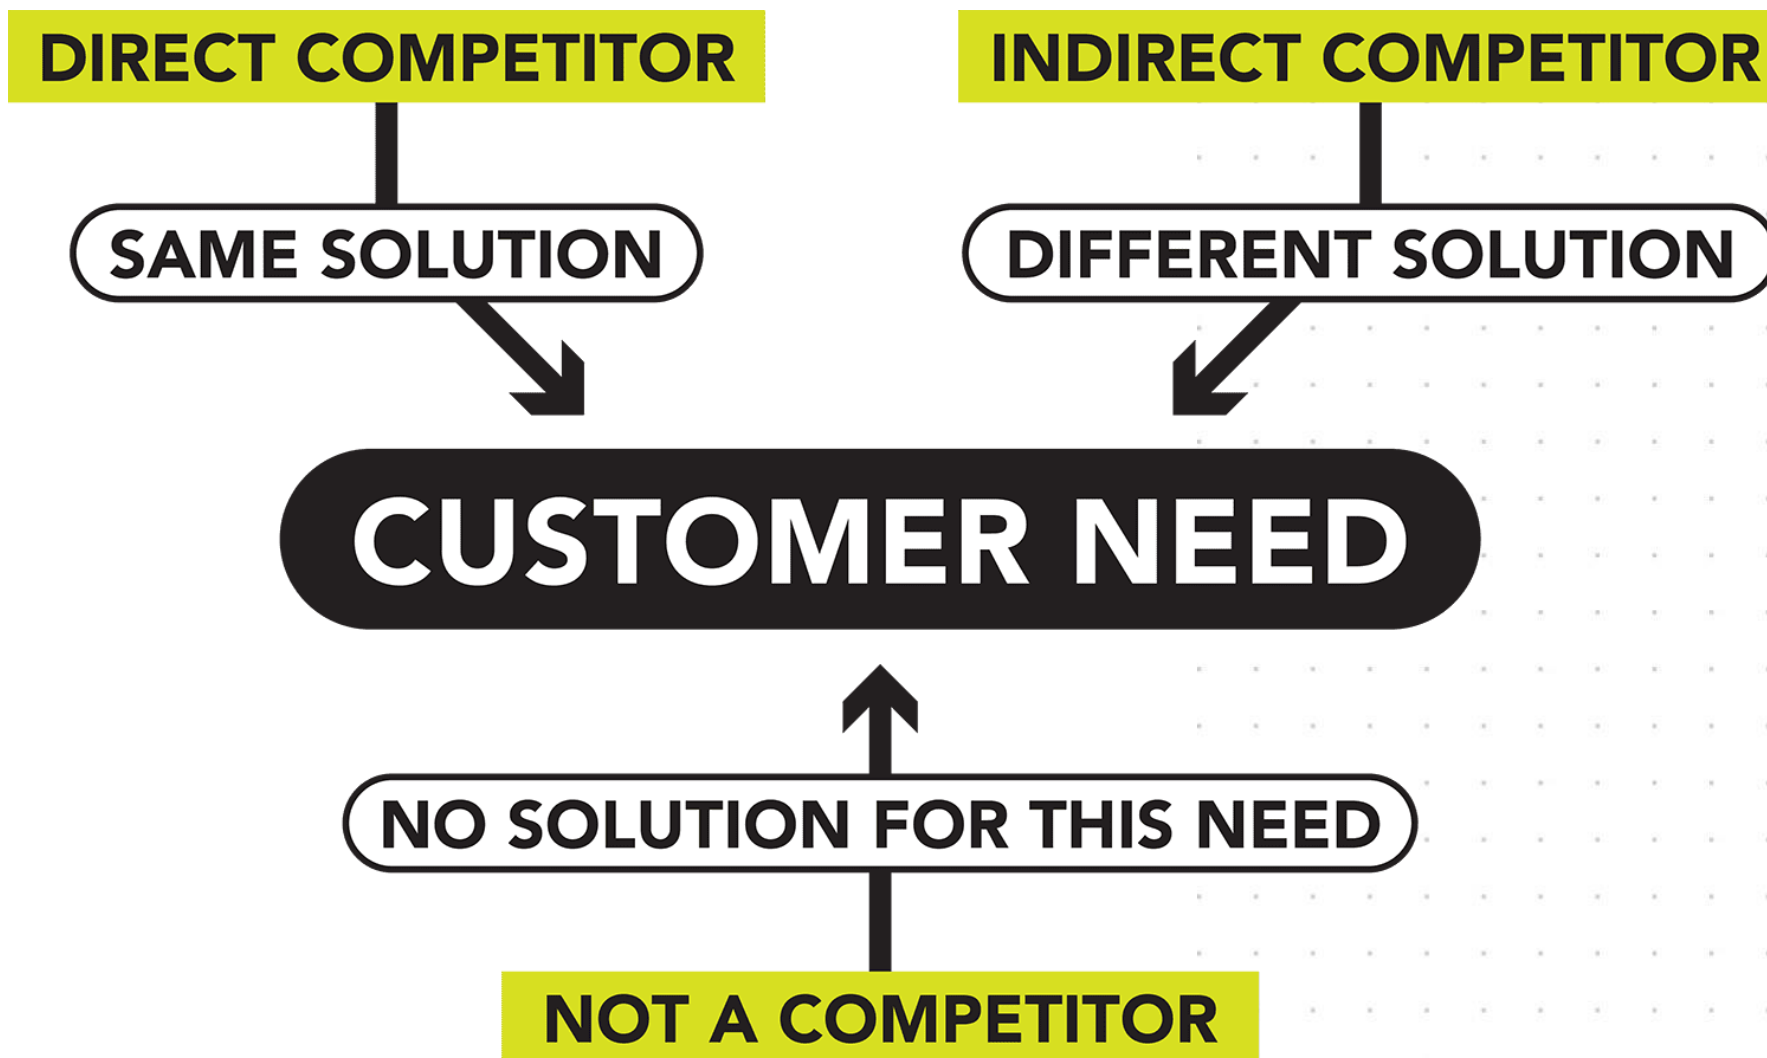 DIRECT COMPETITOR
INDIRECT COMPETITOR
SAME SOLUTION
DIFFERENT SOLUTION
CUSTOMER NEED
NO SOLUTION FOR THIS NEED
NOT A COMPETITOR